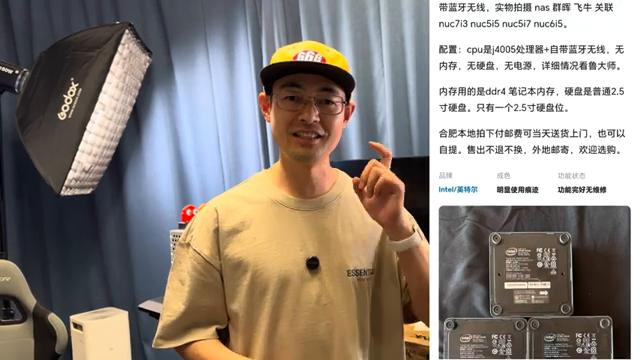 Godox
666
ESSENTIA
带蓝牙无线，实物拍摄 nas 群晖 飞牛 关联
nuc7i3 nuc5i5 nuc5i7 nuc6i5。
配置：cpu是j4005处理器+自带蓝牙无线，无
内存，无硬盘，无电源，详细情况看鲁大师。
内存用的是ddr4 笔记本内存，硬盘是普通2.5
寸硬盘。只有一个2.5寸硬盘位。
合肥本地拍下付邮费可当天送货上门，也可以
自提。售出不退不换，外地邮寄，欢迎选购。
品牌 成色 功能状态
Intel/英特尔 明显使用痕迹 功能完好无维修